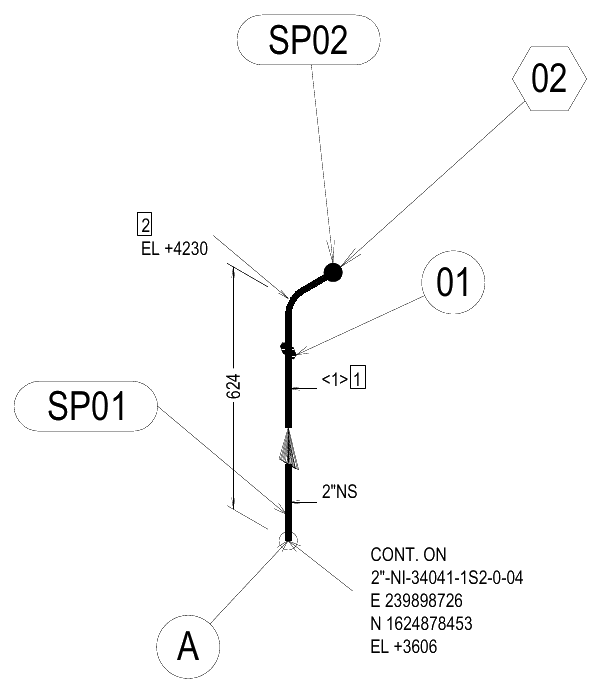 SP02
02
2
EL +4230
01
<1> 1
624
SP01
2"NS
CONT. ON
2"-NI-34041-1S2-0-04
E 239898726
N 1624878453
EL +3606
A